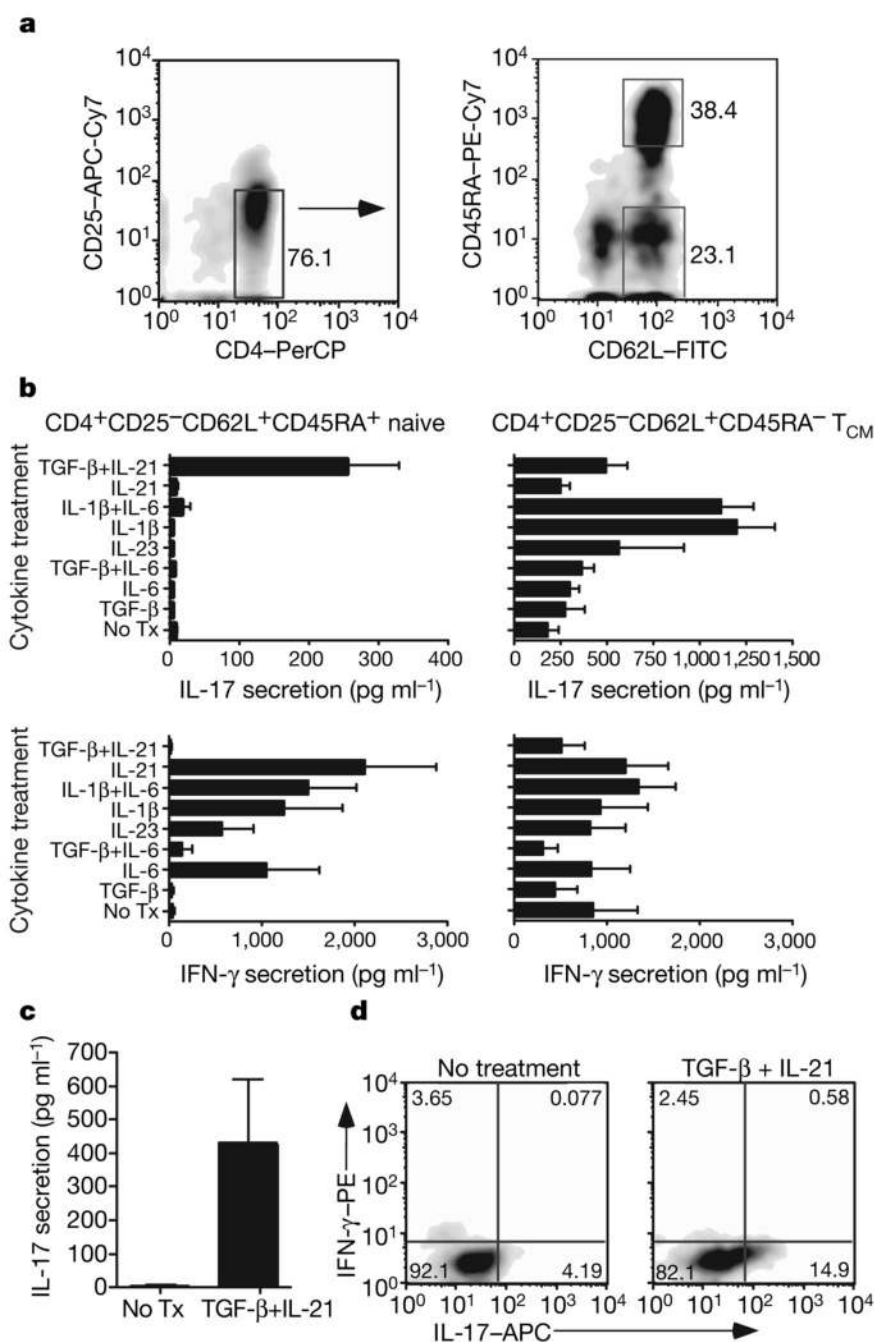 a
CD25–APC-Cy7
10⁴
10³
10²
10¹
10⁰
76.1
10⁰ 10¹ 10² 10³ 10⁴
CD4–PerCP
CD45RA–PE-Cy7
10⁴
10³
10²
10¹
10⁰
38.4
23.1
10⁰ 10¹ 10² 10³ 10⁴
CD62L–FITC
b
CD4⁺CD25⁻CD62L⁺CD45RA⁺ naive
CD4⁺CD25⁻CD62L⁺CD45RA⁻ T_CM
Cytokine treatment
TGF-β+IL-21
IL-21
IL-1β+IL-6
IL-1β
IL-23
TGF-β+IL-6
IL-6
TGF-β
No Tx
0 100 200 300 400
IL-17 secretion (pg ml⁻¹)
0 250 500 750 1,000 1,250 1,500
IL-17 secretion (pg ml⁻¹)
Cytokine treatment
TGF-β+IL-21
IL-21
IL-1β+IL-6
IL-1β
IL-23
TGF-β+IL-6
IL-6
TGF-β
No Tx
0 1,000 2,000 3,000
IFN-γ secretion (pg ml⁻¹)
0 1,000 2,000 3,000
IFN-γ secretion (pg ml⁻¹)
c
IL-17 secretion (pg ml⁻¹)
700
600
500
400
300
200
100
0
No Tx TGF-β+IL-21
d
No treatment
TGF-β + IL-21
IFN-γ–PE
10⁴
10³
10²
10¹
10⁰
3.65 0.077
92.1 4.19
10⁰ 10¹ 10² 10³ 10⁴
2.45 0.58
82.1 14.9
10⁰ 10¹ 10² 10³ 10⁴
IL-17–APC